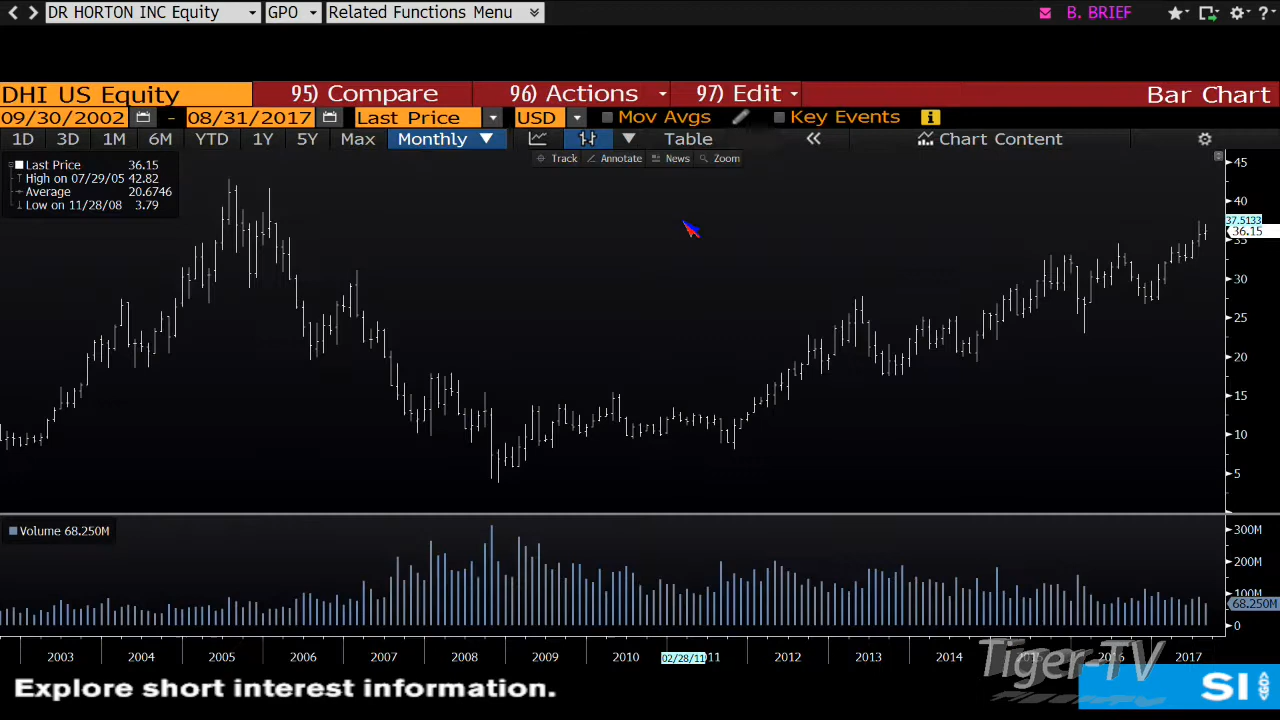 DR HORTON INC Equity GPO Related Functions Menu B. BRIEF ?
DHI US Equity 95) Compare 96) Actions 97) Edit Bar Chart
09/30/2002 - 08/31/2017 Last Price USD Mov Avgs Key Events i
1D 3D 1M 6M YTD 1Y 5Y Max Monthly Table Chart Content
Track Annotate News Zoom
Last Price 36.15
High on 07/29/05 42.82
Average 20.6746
Low on 11/28/08 3.79
45
40
37.5133
36.15
35
30
25
20
15
10
5
Volume 68.250M
300M
200M
100M
68.250M
0
2003 2004 2005 2006 2007 2008 2009 2010 02/28/11 11 2012 2013 2014 2015 2016 2017
Tiger-TV
Explore short interest information. SI